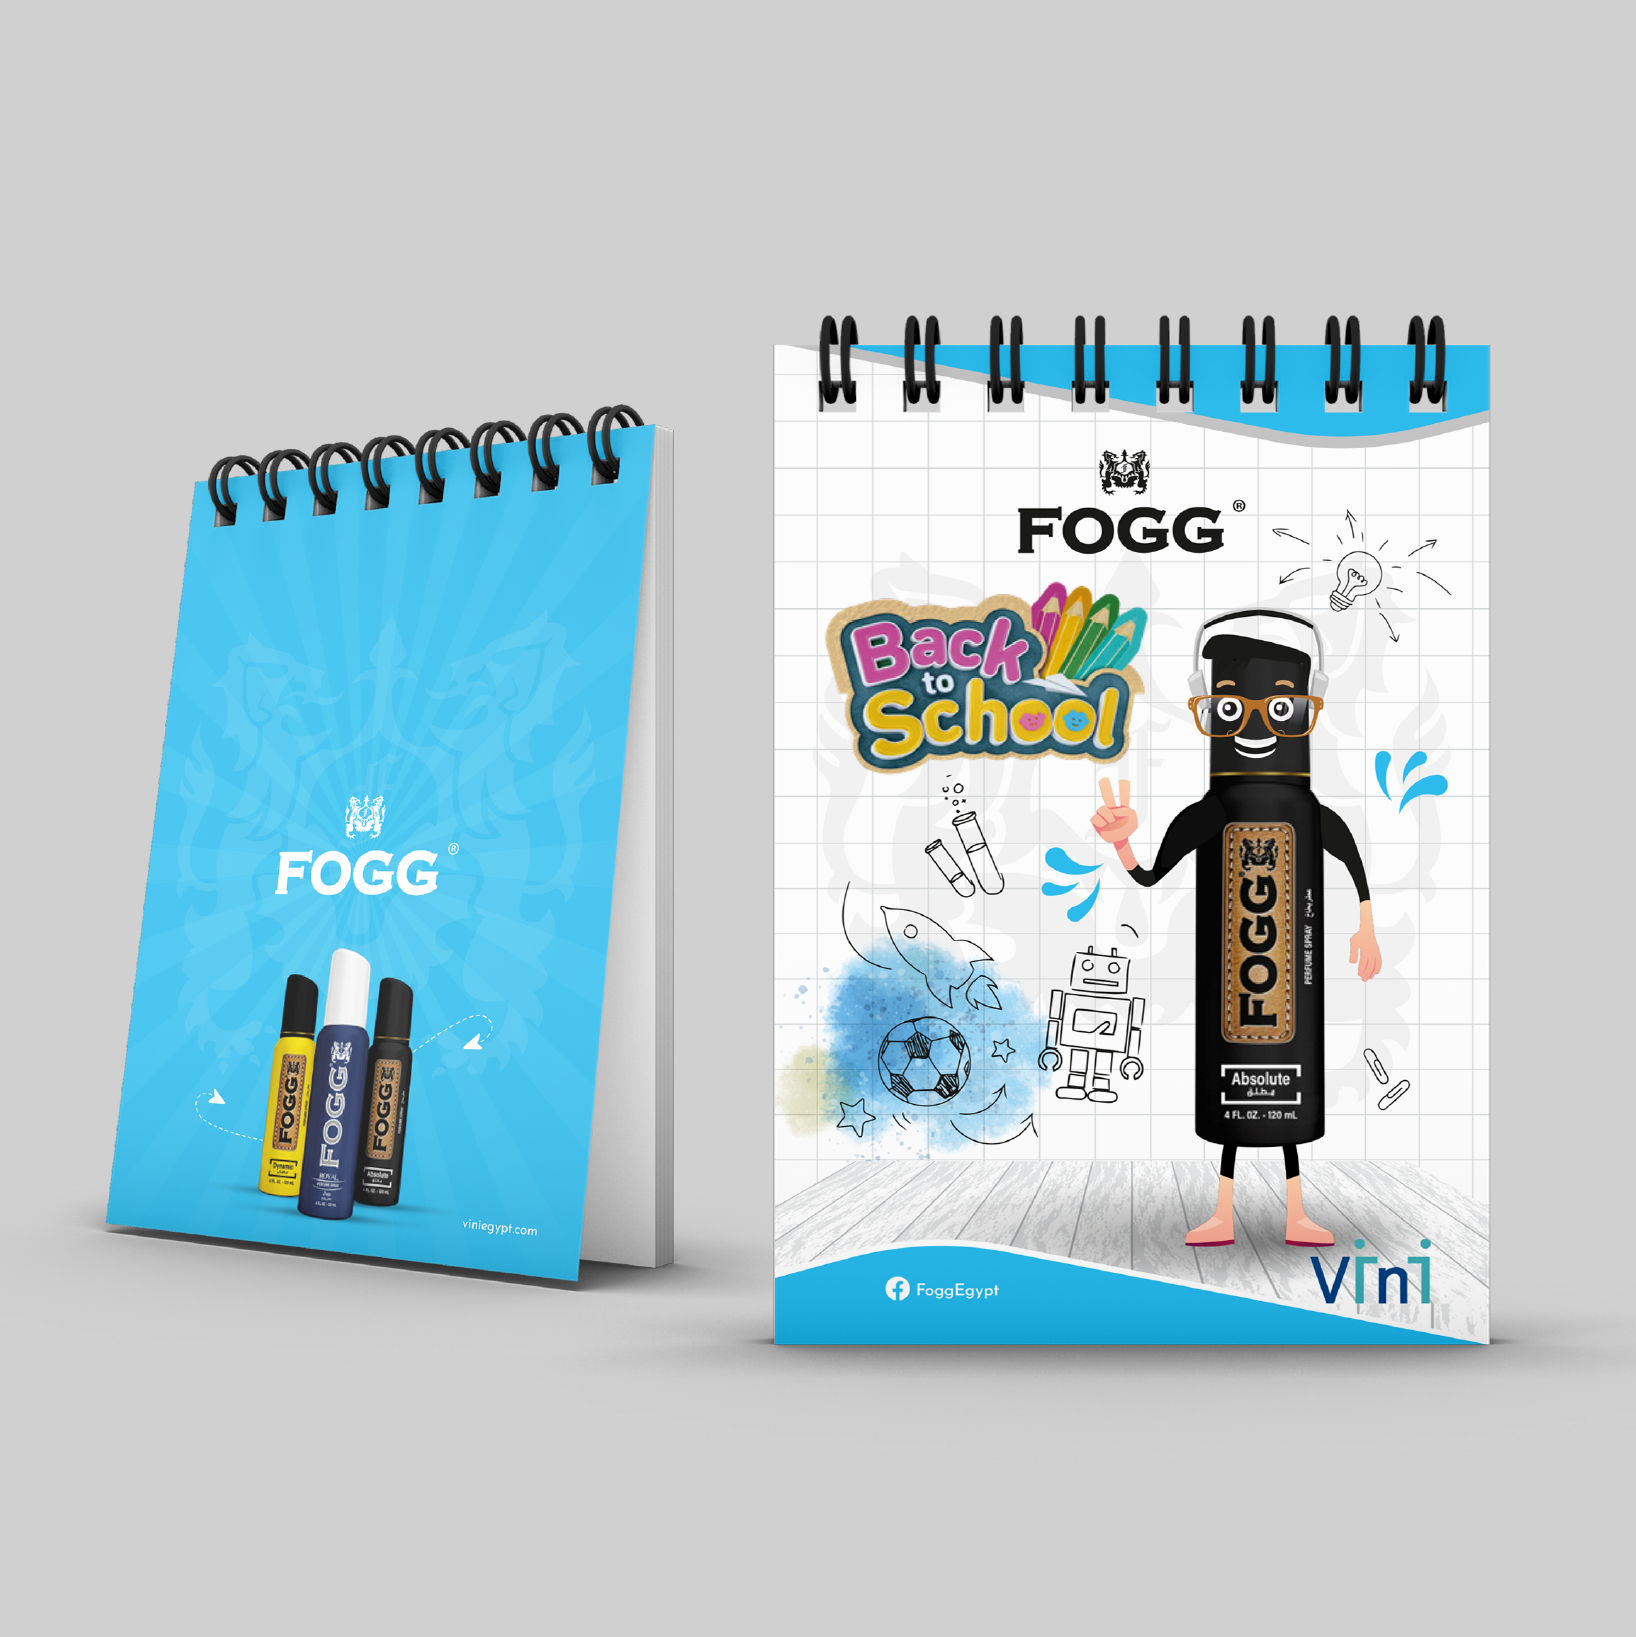 FOGG®
FOGG
Dynamic
FOGG
ROYAL
FOGG
Absolute
viniegypt.com
FOGG®
Back
to
School
FOGG
PERFUME SPRAY
Absolute
مطلق
4 FL. OZ. - 120 mL
FoggEgypt
vini